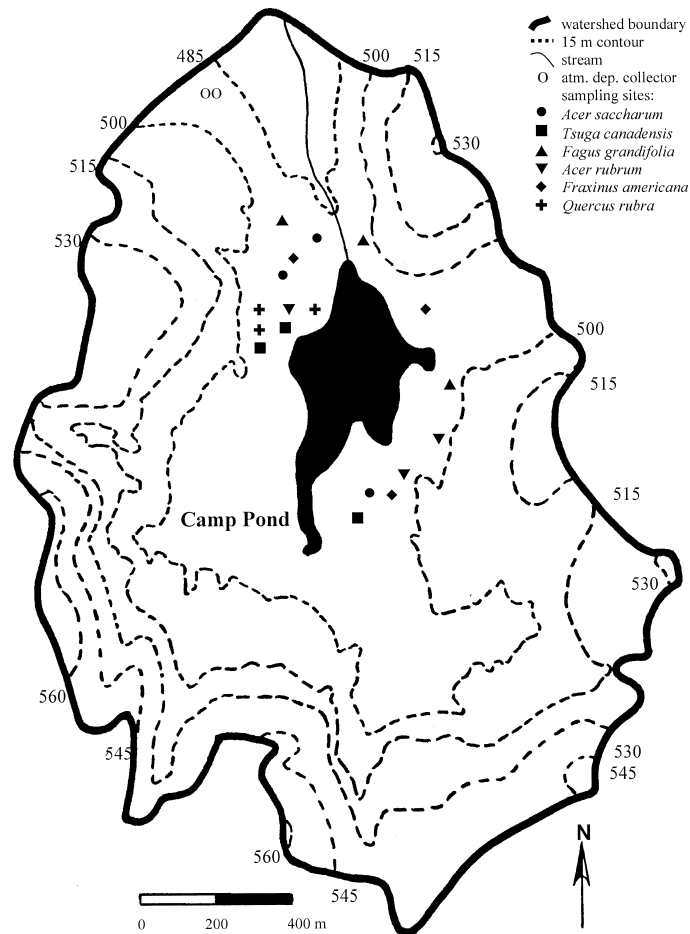 watershed boundary
15 m contour
stream
O atm. dep. collector
sampling sites:
Acer saccharum
Tsuga canadensis
Fagus grandifolia
Acer rubrum
Fraxinus americana
Quercus rubra
485
500
515
OO
500
530
515
530
500
515
515
Camp Pond
530
560
545
530
545
560
545
N
0 200 400 m